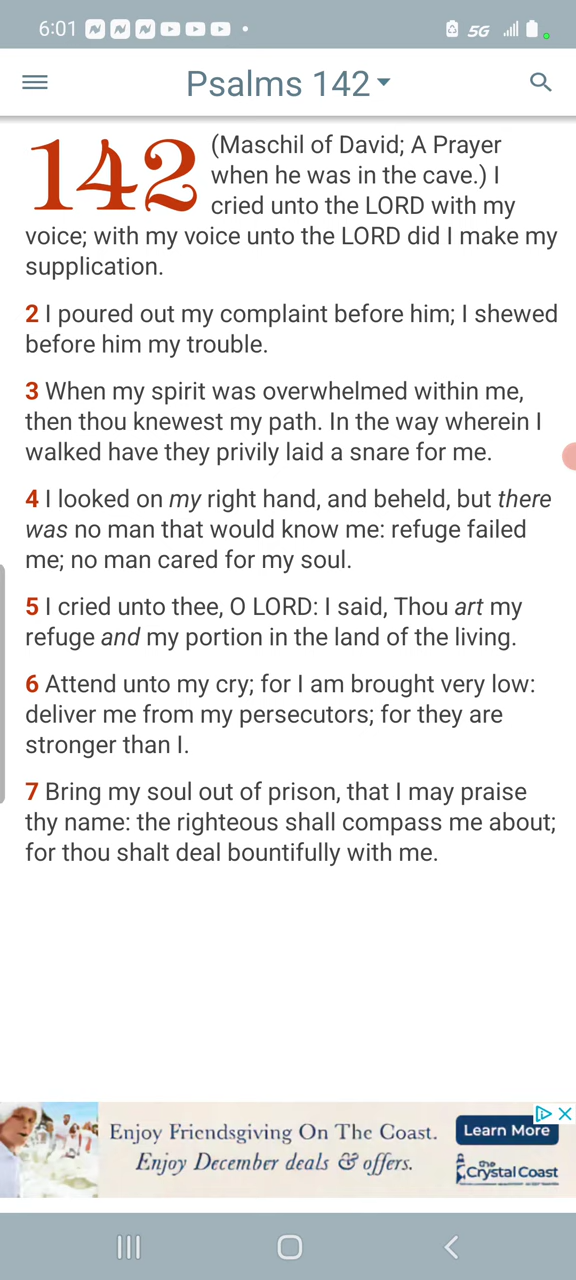 6:01
5G
Psalms 142
142 (Maschil of David; A Prayer
when he was in the cave.) I
cried unto the LORD with my
voice; with my voice unto the LORD did I make my
supplication.
2 I poured out my complaint before him; I shewed
before him my trouble.
3 When my spirit was overwhelmed within me,
then thou knewest my path. In the way wherein I
walked have they privily laid a snare for me.
4 I looked on my right hand, and beheld, but there
was no man that would know me: refuge failed
me; no man cared for my soul.
5 I cried unto thee, O LORD: I said, Thou art my
refuge and my portion in the land of the living.
6 Attend unto my cry; for I am brought very low:
deliver me from my persecutors; for they are
stronger than I.
7 Bring my soul out of prison, that I may praise
thy name: the righteous shall compass me about;
for thou shalt deal bountifully with me.
Enjoy Friendsgiving On The Coast.
Enjoy December deals & offers.
Learn More
the
Crystal Coast